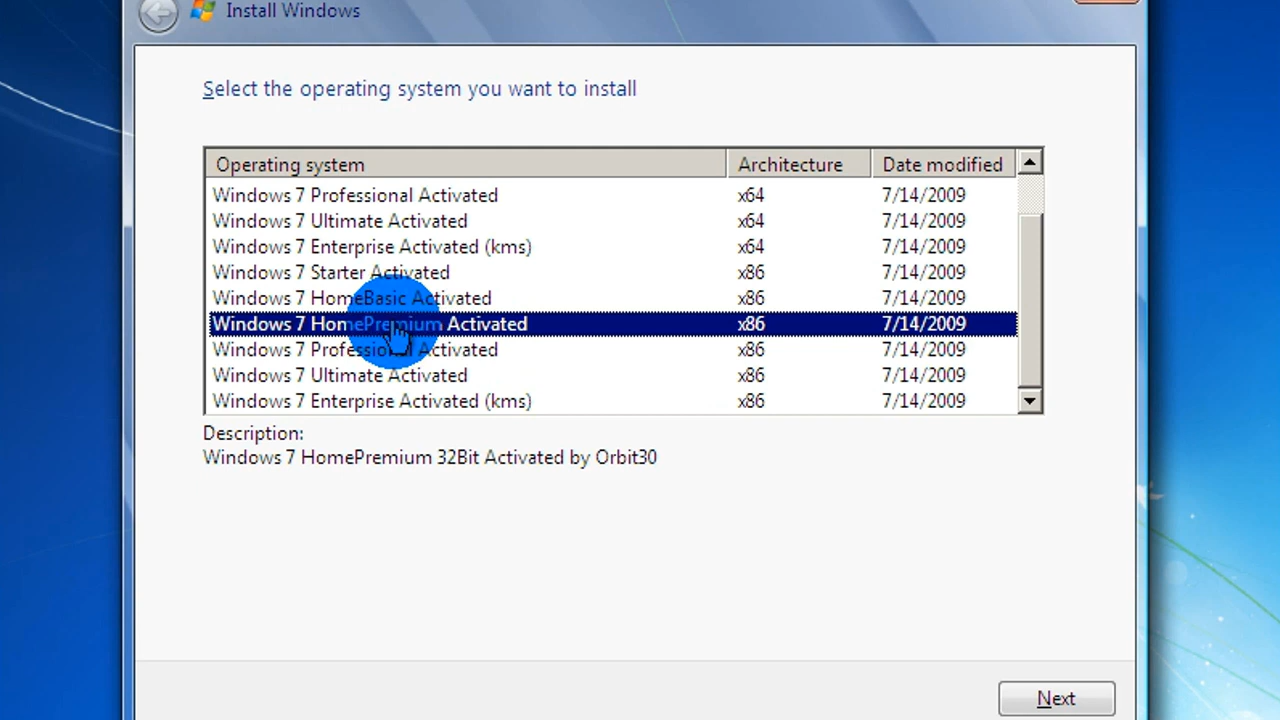 Install Windows
Select the operating system you want to install
Operating system Architecture Date modified
Windows 7 Professional Activated x64 7/14/2009
Windows 7 Ultimate Activated x64 7/14/2009
Windows 7 Enterprise Activated (kms) x64 7/14/2009
Windows 7 Starter Activated x86 7/14/2009
Windows 7 HomeBasic Activated x86 7/14/2009
Windows 7 HomePremium Activated x86 7/14/2009
Windows 7 Professional Activated x86 7/14/2009
Windows 7 Ultimate Activated x86 7/14/2009
Windows 7 Enterprise Activated (kms) x86 7/14/2009
Description:
Windows 7 HomePremium 32Bit Activated by Orbit30
Next